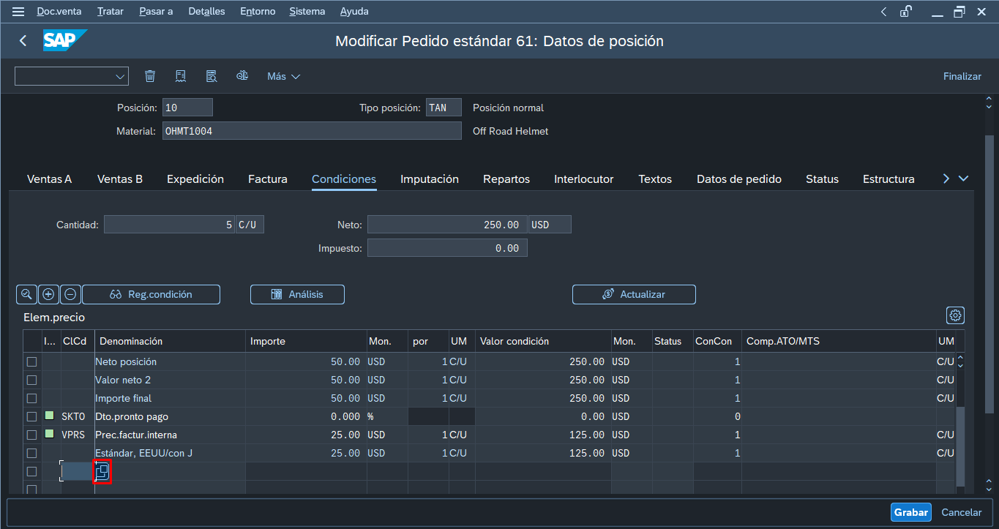 Doc.venta Tratar Pasar a Detalles Entorno Sistema Ayuda
SAP Modificar Pedido estándar 61: Datos de posición
Más Finalizar
Posición: 10 Tipo posición: TAN Posición normal
Material: OHMT1004 Off Road Helmet
Ventas A Ventas B Expedición Factura Condiciones Imputación Repartos Interlocutor Textos Datos de pedido Status Estructura
Cantidad: 5 C/U Neto: 250.00 USD
Impuesto: 0.00
Reg.condición Análisis Actualizar
Elem.precio
I... ClCd Denominación Importe Mon. por UM Valor condición Mon. Status ConCon Comp.ATO/MTS UM
Neto posición 50.00 USD 1 C/U 250.00 USD 1 C/U
Valor neto 2 50.00 USD 1 C/U 250.00 USD 1 C/U
Importe final 50.00 USD 1 C/U 250.00 USD 1 C/U
SKTO Dto.pronto pago 0.000 % 0.00 USD 0
VPRS Prec.factur.interna 25.00 USD 1 C/U 125.00 USD 1 C/U
Estándar, EEUU/con J 25.00 USD 1 C/U 125.00 USD 1 C/U
Grabar Cancelar